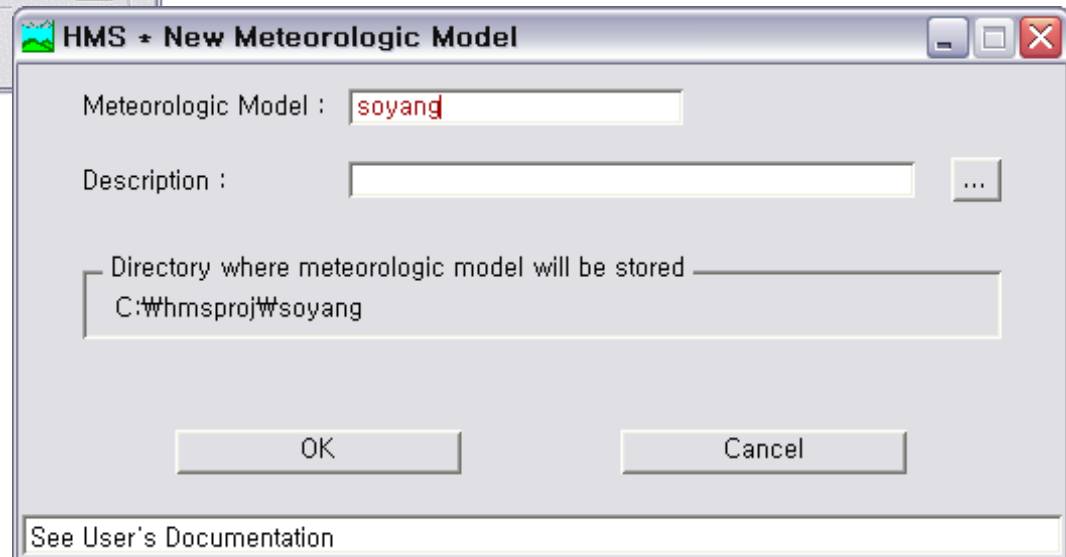 HMS * New Meteorologic Model
Meteorologic Model : soyang
Description : ...
Directory where meteorologic model will be stored
C:₩hmsproj₩soyang
OK Cancel
See User's Documentation